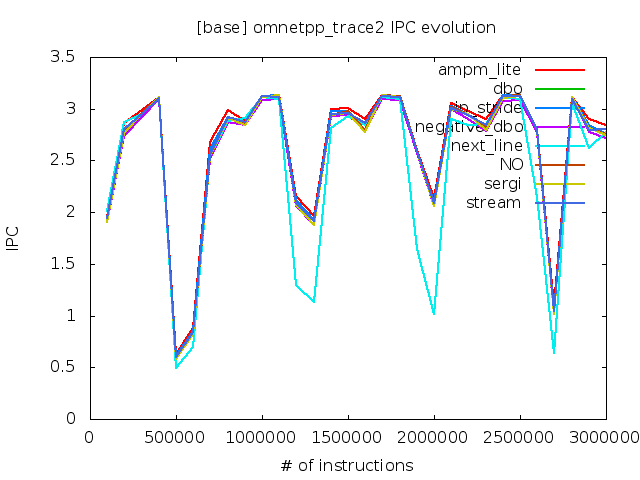 [base] omnetpp_trace2 IPC evolution
3.5
3
2.5
2
1.5
1
0.5
0
IPC
0 500000 1000000 1500000 2000000 2500000 3000000
# of instructions
ampm_lite
dbo
ip_stride
negative_dbo
next_line
NO
sergi
stream